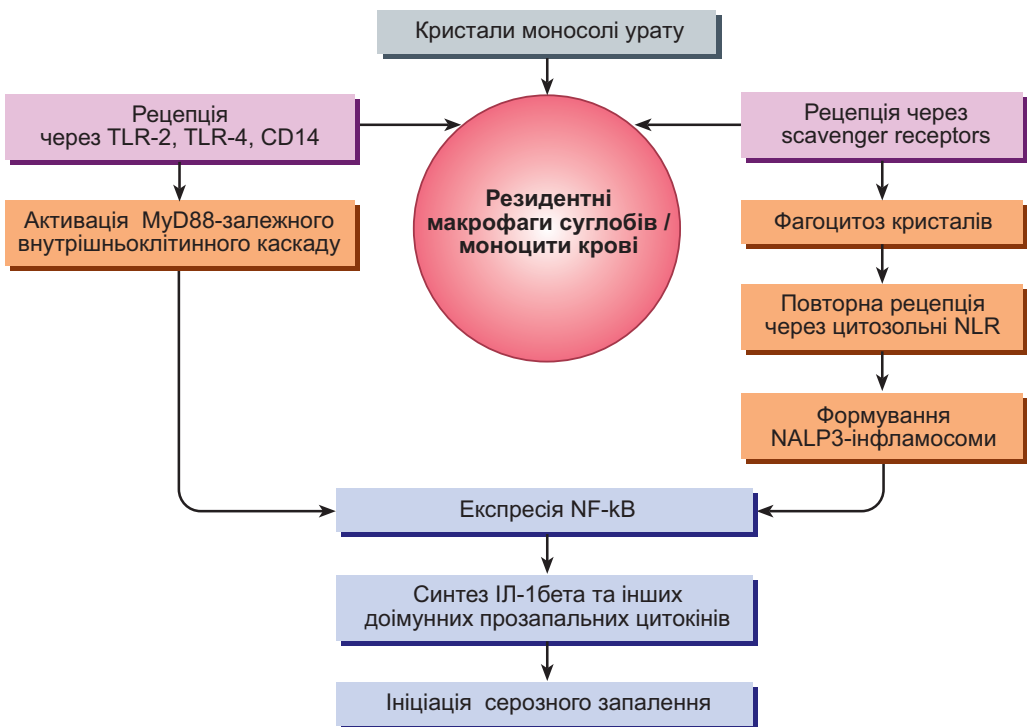 Кристали моносолі урату
Рецепція
через TLR-2, TLR-4, CD14
Рецепція через
scavenger receptors
Резидентні
макрофаги суглобів /
моноцити крові
Активація MyD88-залежного
внутрішньоклітинного каскаду
Фагоцитоз кристалів
Повторна рецепція
через цитозольні NLR
Формування
NALP3-інфламосоми
Експресія NF-kB
Синтез ІЛ-1бета та інших
доімунних прозапальних цитокінів
Ініціація серозного запалення